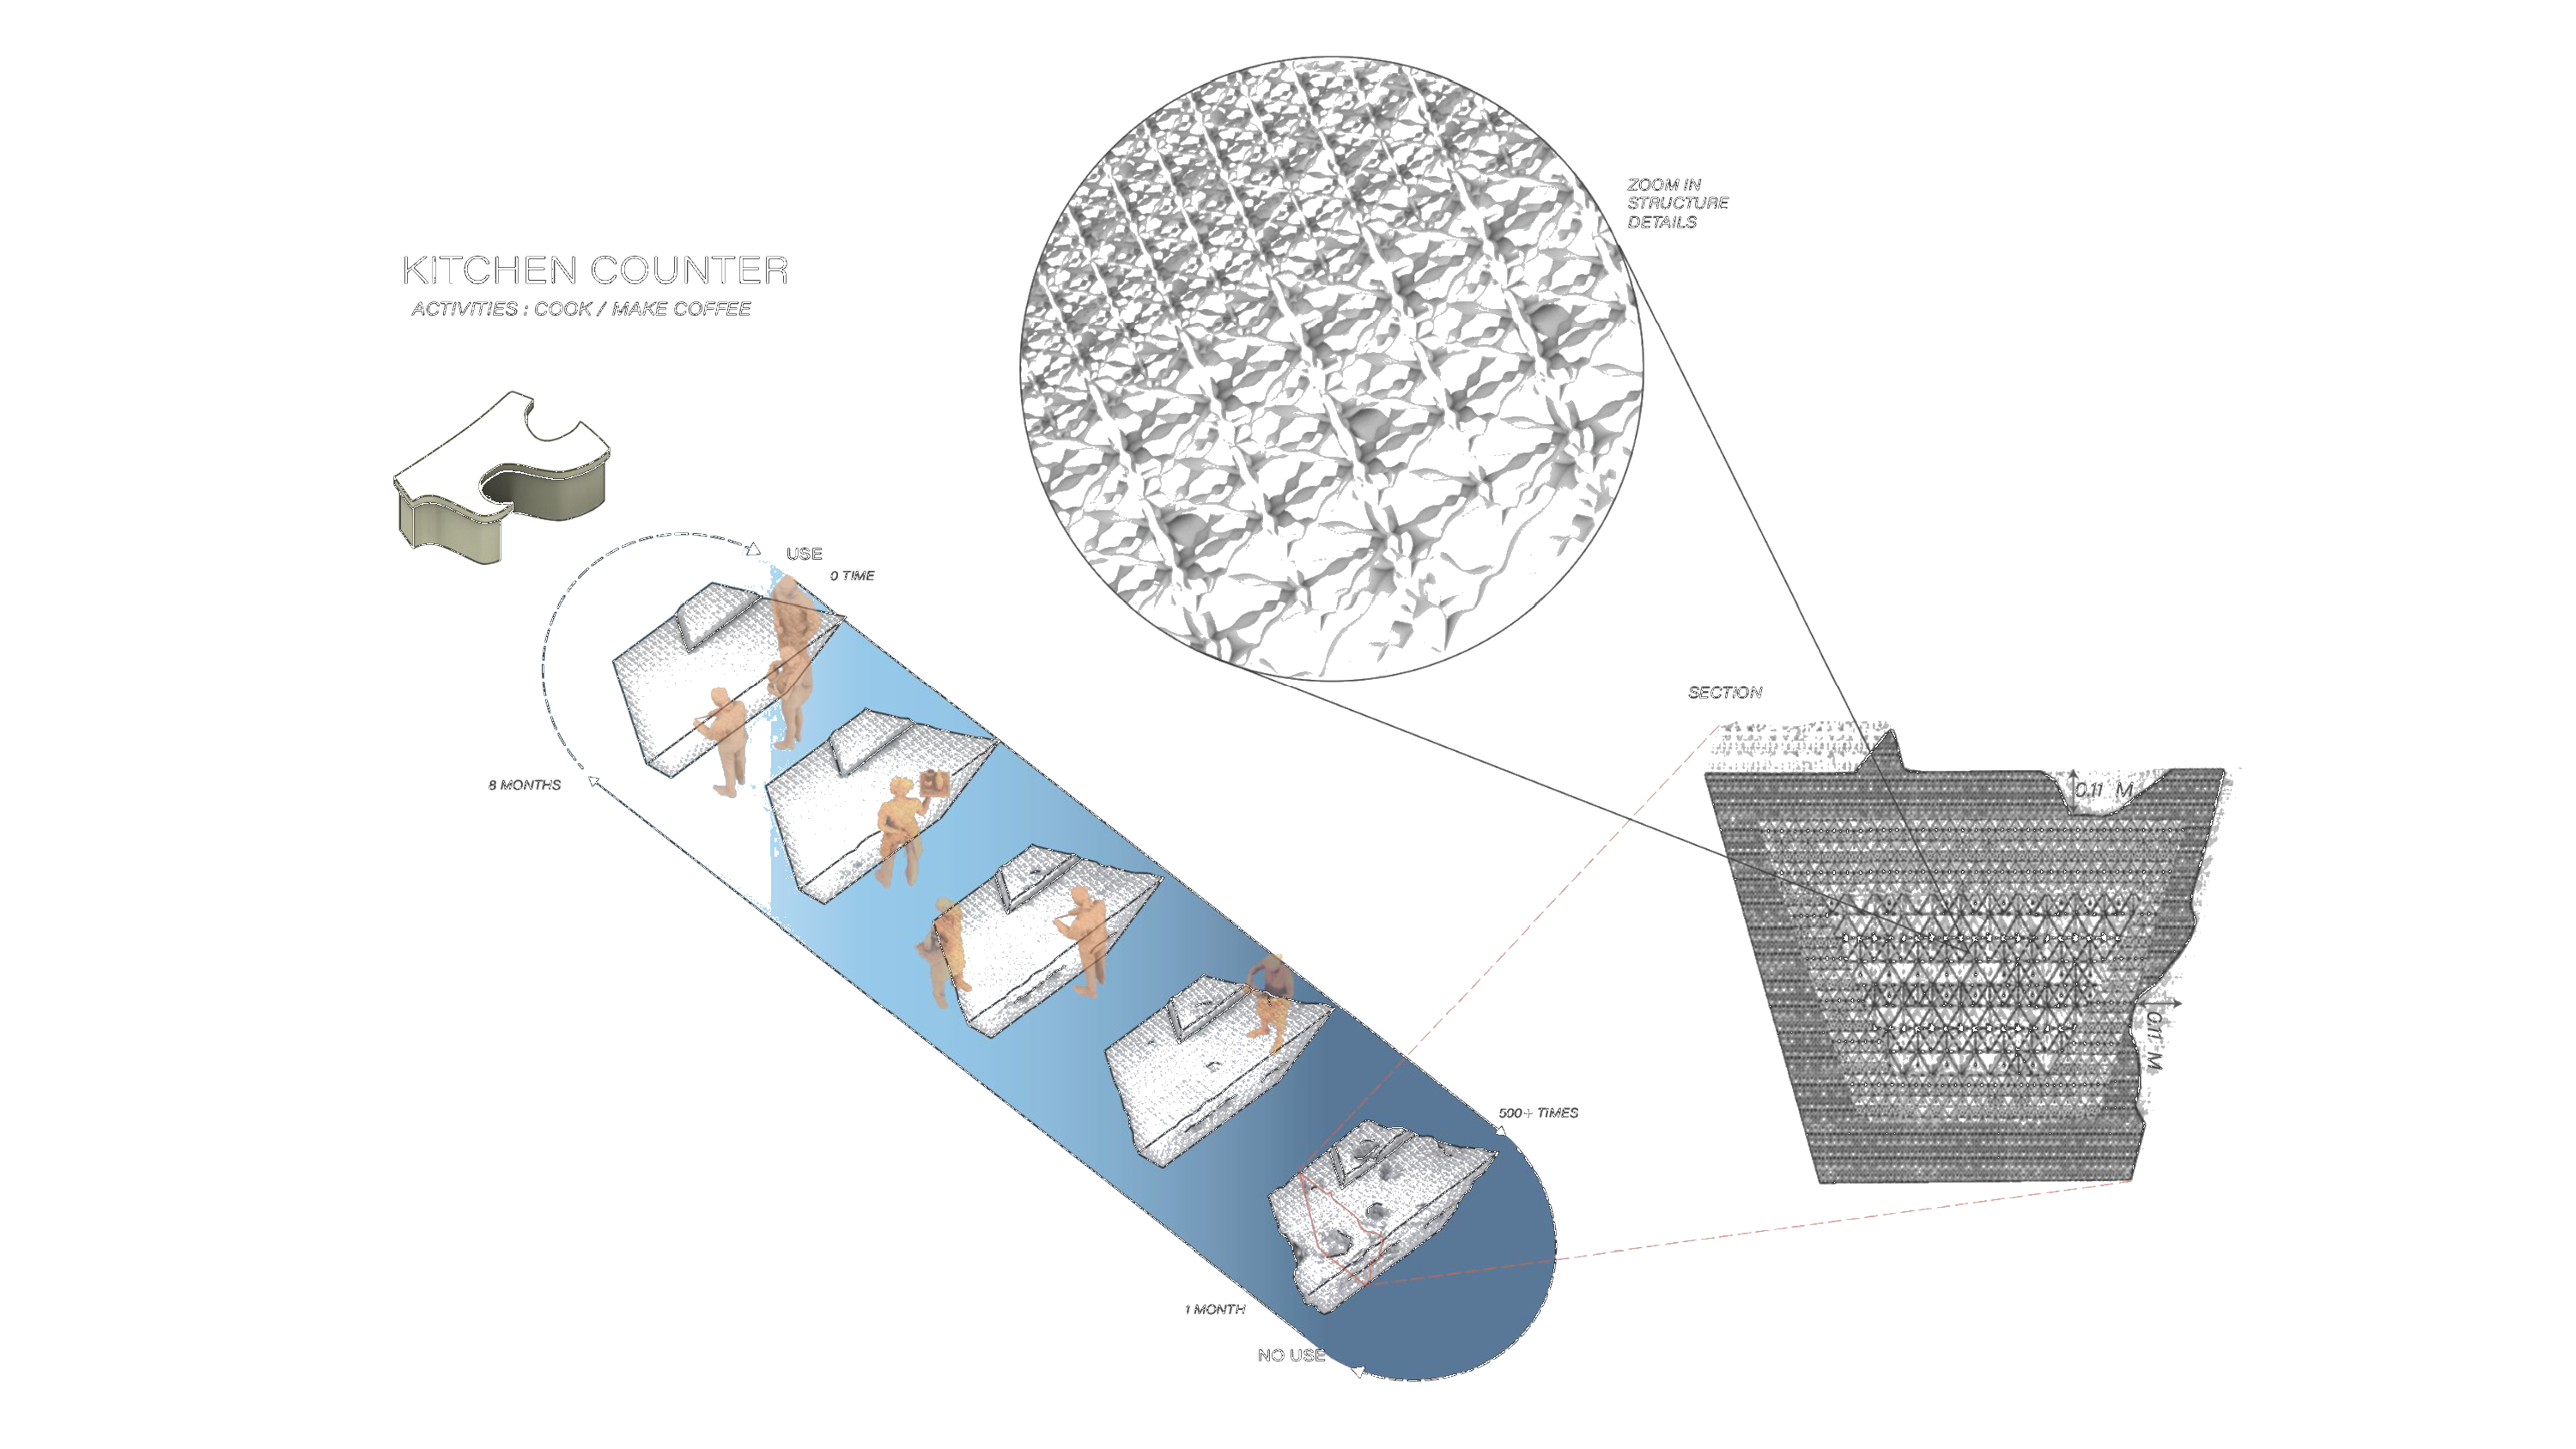 KITCHEN COUNTER
ACTIVITIES : COOK / MAKE COFFEE
ZOOM IN
STRUCTURE
DETAILS
USE
0 TIME
8 MONTHS
SECTION
0.11 M
0.11 M
500+ TIMES
1 MONTH
NO USE